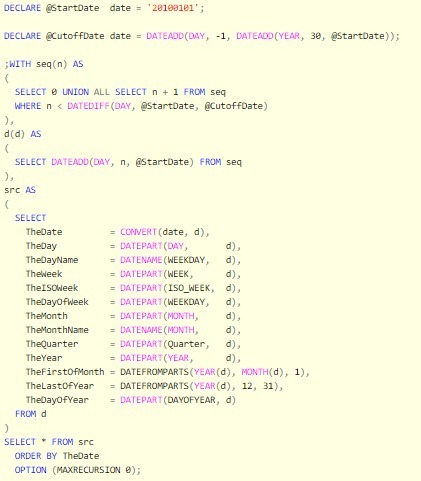 DECLARE @StartDate  date = '20100101';
DECLARE @CutoffDate date = DATEADD(DAY, -1, DATEADD(YEAR, 30, @StartDate));
;WITH seq(n) AS
(
  SELECT 0 UNION ALL SELECT n + 1 FROM seq
  WHERE n < DATEDIFF(DAY, @StartDate, @CutoffDate)
),
d(d) AS
(
  SELECT DATEADD(DAY, n, @StartDate) FROM seq
),
src AS
(
  SELECT
    TheDate         = CONVERT(date, d),
    TheDay          = DATEPART(DAY,       d),
    TheDayName      = DATENAME(WEEKDAY,   d),
    TheWeek         = DATEPART(WEEK,      d),
    TheISOWeek      = DATEPART(ISO_WEEK,  d),
    TheDayOfWeek    = DATEPART(WEEKDAY,   d),
    TheMonth        = DATEPART(MONTH,     d),
    TheMonthName    = DATENAME(MONTH,     d),
    TheQuarter      = DATEPART(Quarter,   d),
    TheYear         = DATEPART(YEAR,      d),
    TheFirstOfMonth = DATEFROMPARTS(YEAR(d), MONTH(d), 1),
    TheLastOfYear   = DATEFROMPARTS(YEAR(d), 12, 31),
    TheDayOfYear    = DATEPART(DAYOFYEAR, d)
  FROM d
)
SELECT * FROM src
  ORDER BY TheDate
  OPTION (MAXRECURSION 0);